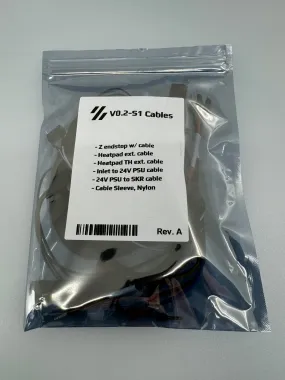 V0.2-S1 Cables
- Z endstop w/ cable
- Heatpad ext. cable
- Heatpad TH ext. cable
- Inlet to 24V PSU cable
- 24V PSU to SKR cable
- Cable Sleeve, Nylon
Rev. A